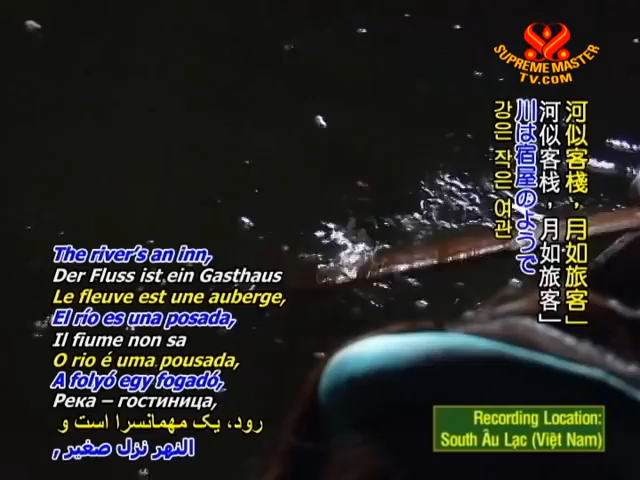 SUPREME MASTER
TV.COM
河似客棧，月如旅客」
河似客栈，月如旅客」
川は宿屋のようで
강은 작은 여관
The river's an inn,
Der Fluss ist ein Gasthaus
Le fleuve est une auberge,
El río es una posada,
Il fiume non sa
O rio é uma pousada,
A folyó egy fogadó,
Река – гостиница,
رود، یک مهمانسرا است و
النهر نزل صغير ,
Recording Location:
South Âu Lạc (Việt Nam)